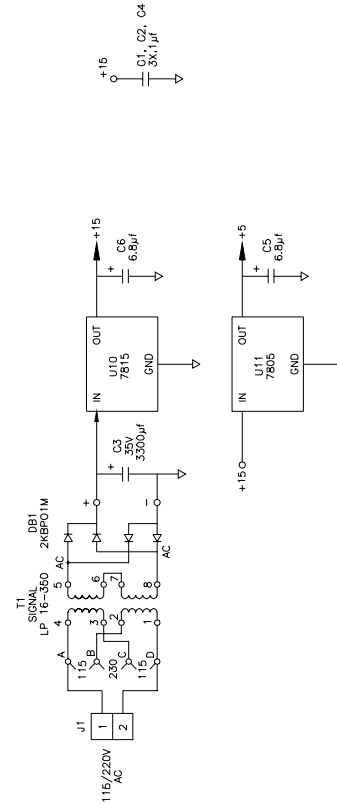 115/220V
AC
J1
1
2
A
B
C
D
115
230
115
T1
SIGNAL
LP 16-350
4
3
2
1
5
6
7
8
AC
AC
DB1
2KBP01M
+
−
+
C3
35V
3300µf
IN
OUT
U10
7815
GND
+15
+
C6
6.8µf
+15
IN
OUT
U11
7805
GND
+5
+
C5
6.8µf
+15
C1, C2, C4
3X.1µf